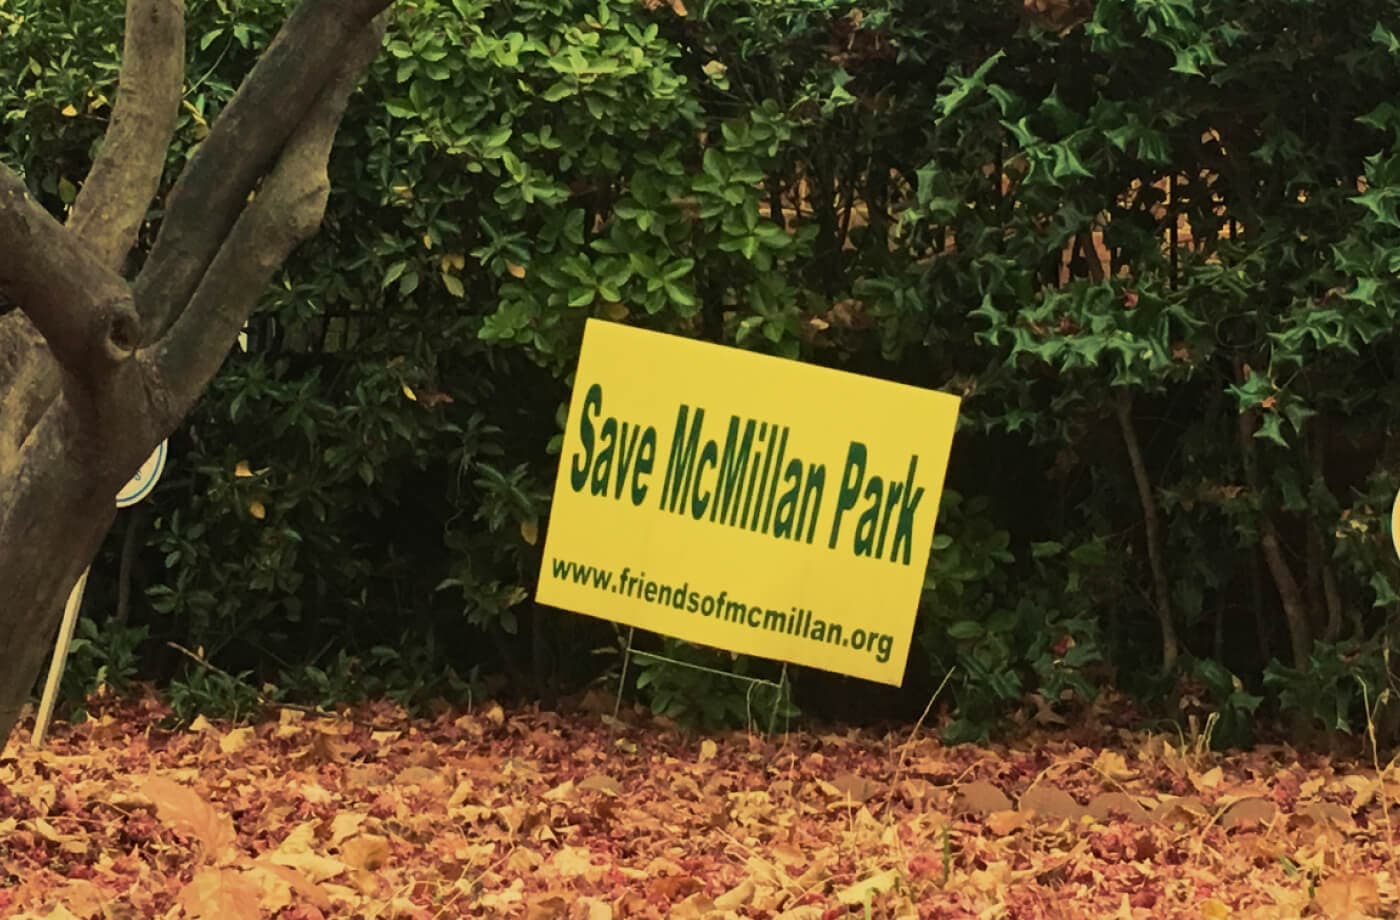 Save McMillan Park
www.friendsofmcmillan.org